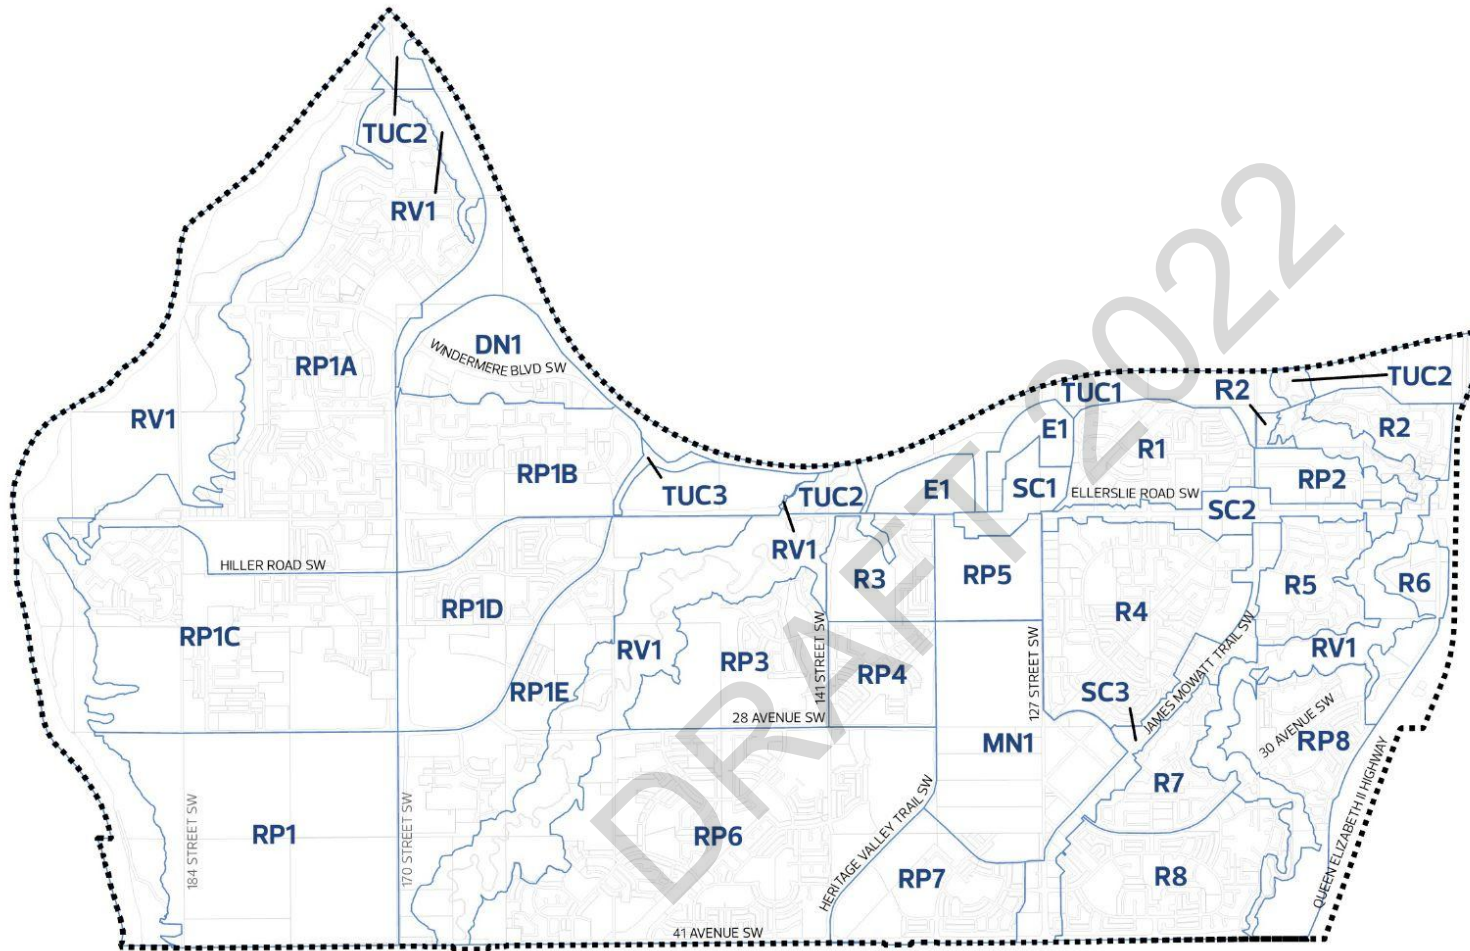 TUC2
RV1
DN1
WINDERMERE BLVD SW
RP1A
TUC2
TUC1
R2
RV1
E1
R2
R1
RP1B
RP2
TUC3
TUC2
E1
SC1
ELLERSLIE ROAD SW
SC2
RV1
HILLER ROAD SW
R3
RP5
R5
R6
RP1D
R4
RP1C
RV1
RP3
141 STREET SW
RP4
127 STREET SW
JAMES MOWATT TRAIL SW
RV1
RP1E
SC3
28 AVENUE SW
MN1
30 AVENUE SW
RP8
R7
QUEEN ELIZABETH II HIGHWAY
184 STREET SW
170 STREET SW
RP1
RP6
HERITAGE VALLEY TRAIL SW
RP7
R8
41 AVENUE SW
DRAFT 2022